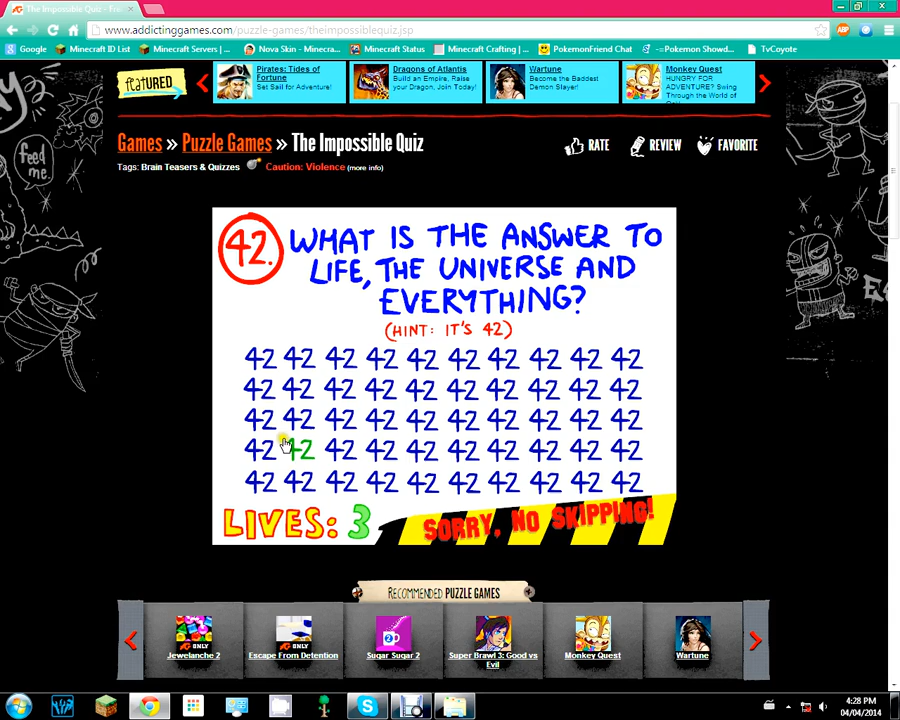 The Impossible Quiz - Fre
www.addictinggames.com/puzzle-games/theimpossiblequiz.jsp
Google Minecraft ID List Minecraft Servers |... Nova Skin - Minecra... Minecraft Status Minecraft Crafting -... PokemonFriend Chat -=Pokemon Showd... TvCoyote
feed me.
FEATURED
Pirates: Tides of Fortune
Set Sail for Adventure!
Dragons of Atlantis
Build an Empire, Raise your Dragon, Join Today!
Wartune
Become the Baddest Demon Slayer!
Monkey Quest
HUNGRY FOR ADVENTURE? Swing Through the World of
Games » Puzzle Games » The Impossible Quiz
RATE REVIEW FAVORITE
Tags: Brain Teasers & Quizzes Caution: Violence (more info)
42. WHAT IS THE ANSWER TO
LIFE, THE UNIVERSE AND
EVERYTHING?
(HINT: IT'S 42)
42 42 42 42 42 42 42 42 42 42
42 42 42 42 42 42 42 42 42 42
42 42 42 42 42 42 42 42 42 42
42 42 42 42 42 42 42 42 42 42
42 42 42 42 42 42 42 42 42 42
LIVES: 3 SORRY, NO SKIPPING!
RECOMMENDED PUZZLE GAMES
AG ONLY
AG ONLY
2
Jewelanche 2
Escape From Detention
Sugar Sugar 2
Super Brawl 3: Good vs Evil
Monkey Quest
Wartune
4:28 PM
04/04/2014